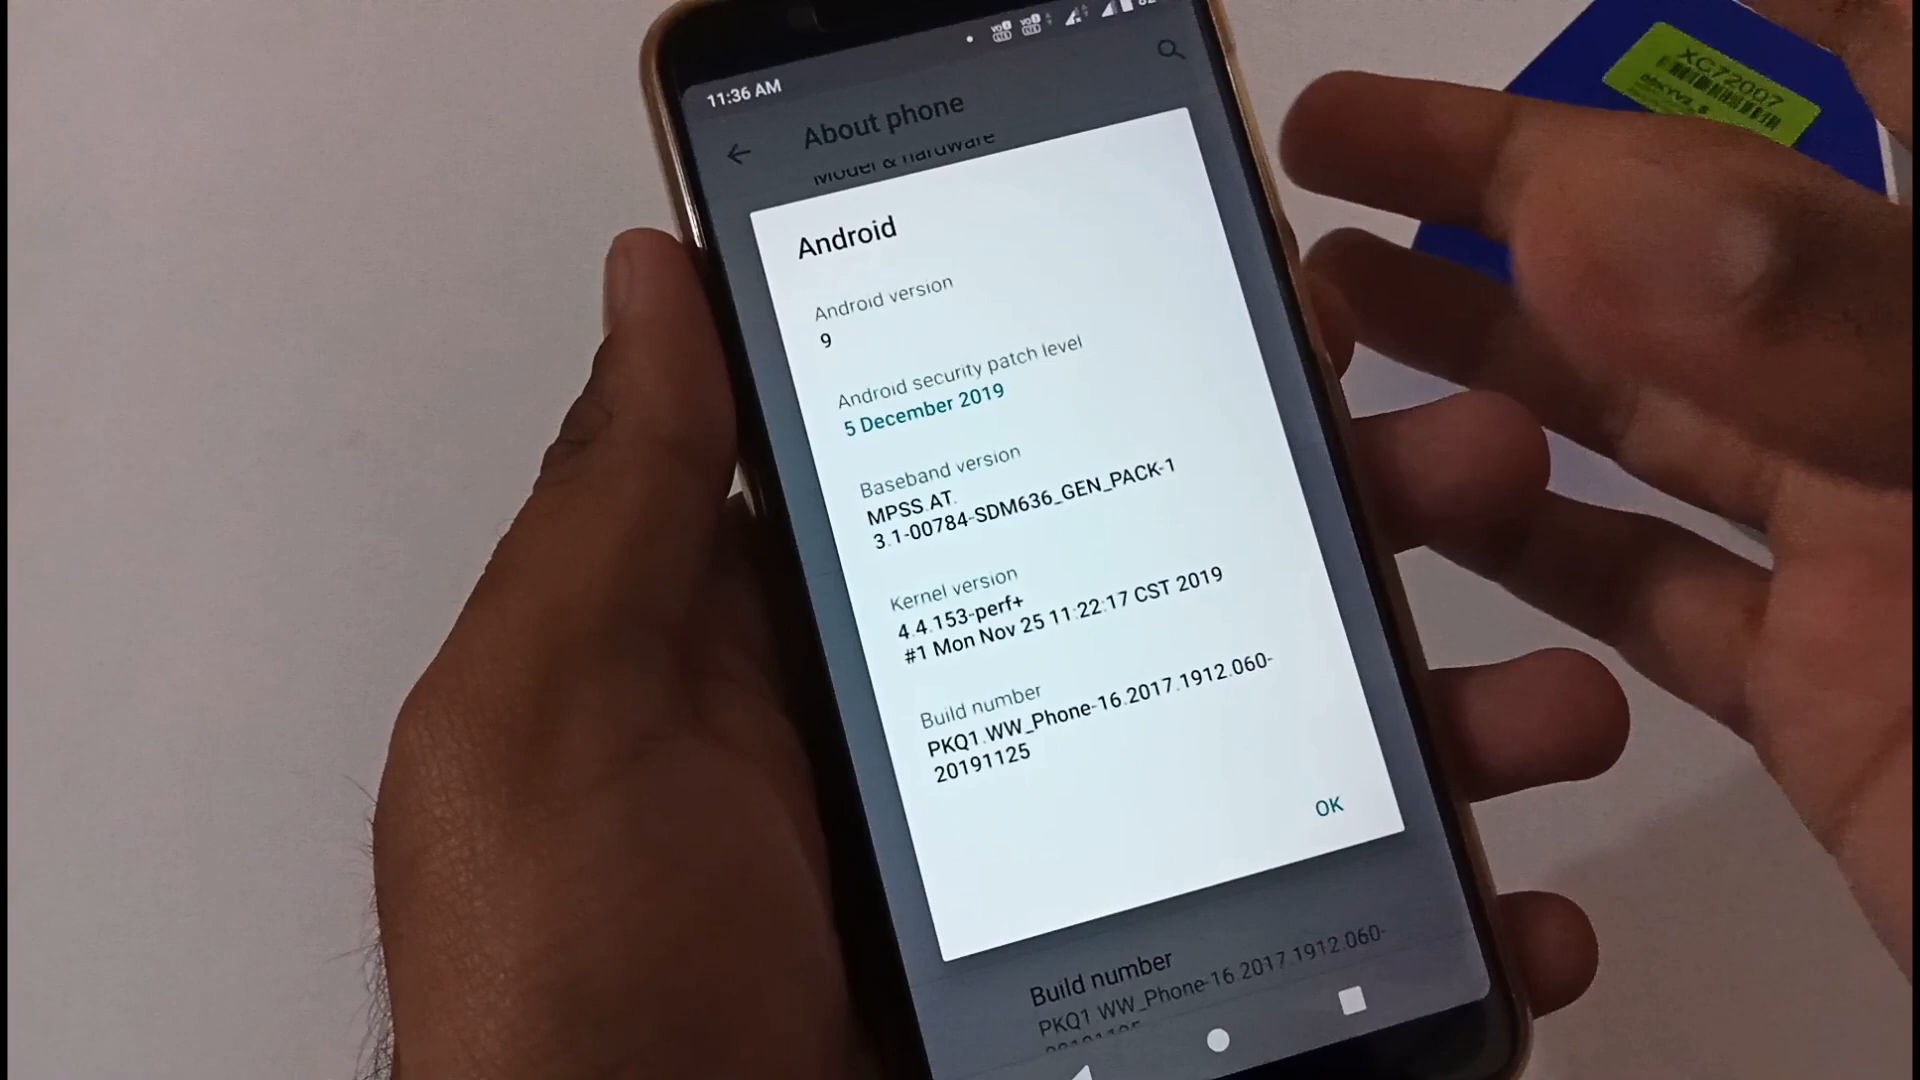 11:36 AM
About phone
Model & hardware
Android
Android version
9
Android security patch level
5 December 2019
Baseband version
MPSS.AT.
3.1-00784-SDM636_GEN_PACK-1
Kernel version
4.4.153-perf+
#1 Mon Nov 25 11:22:17 CST 2019
Build number
PKQ1.WW_Phone-16.2017.1912.060-
20191125
OK
Build number
PKQ1.WW_Phone-16.2017.1912.060-
XC72007